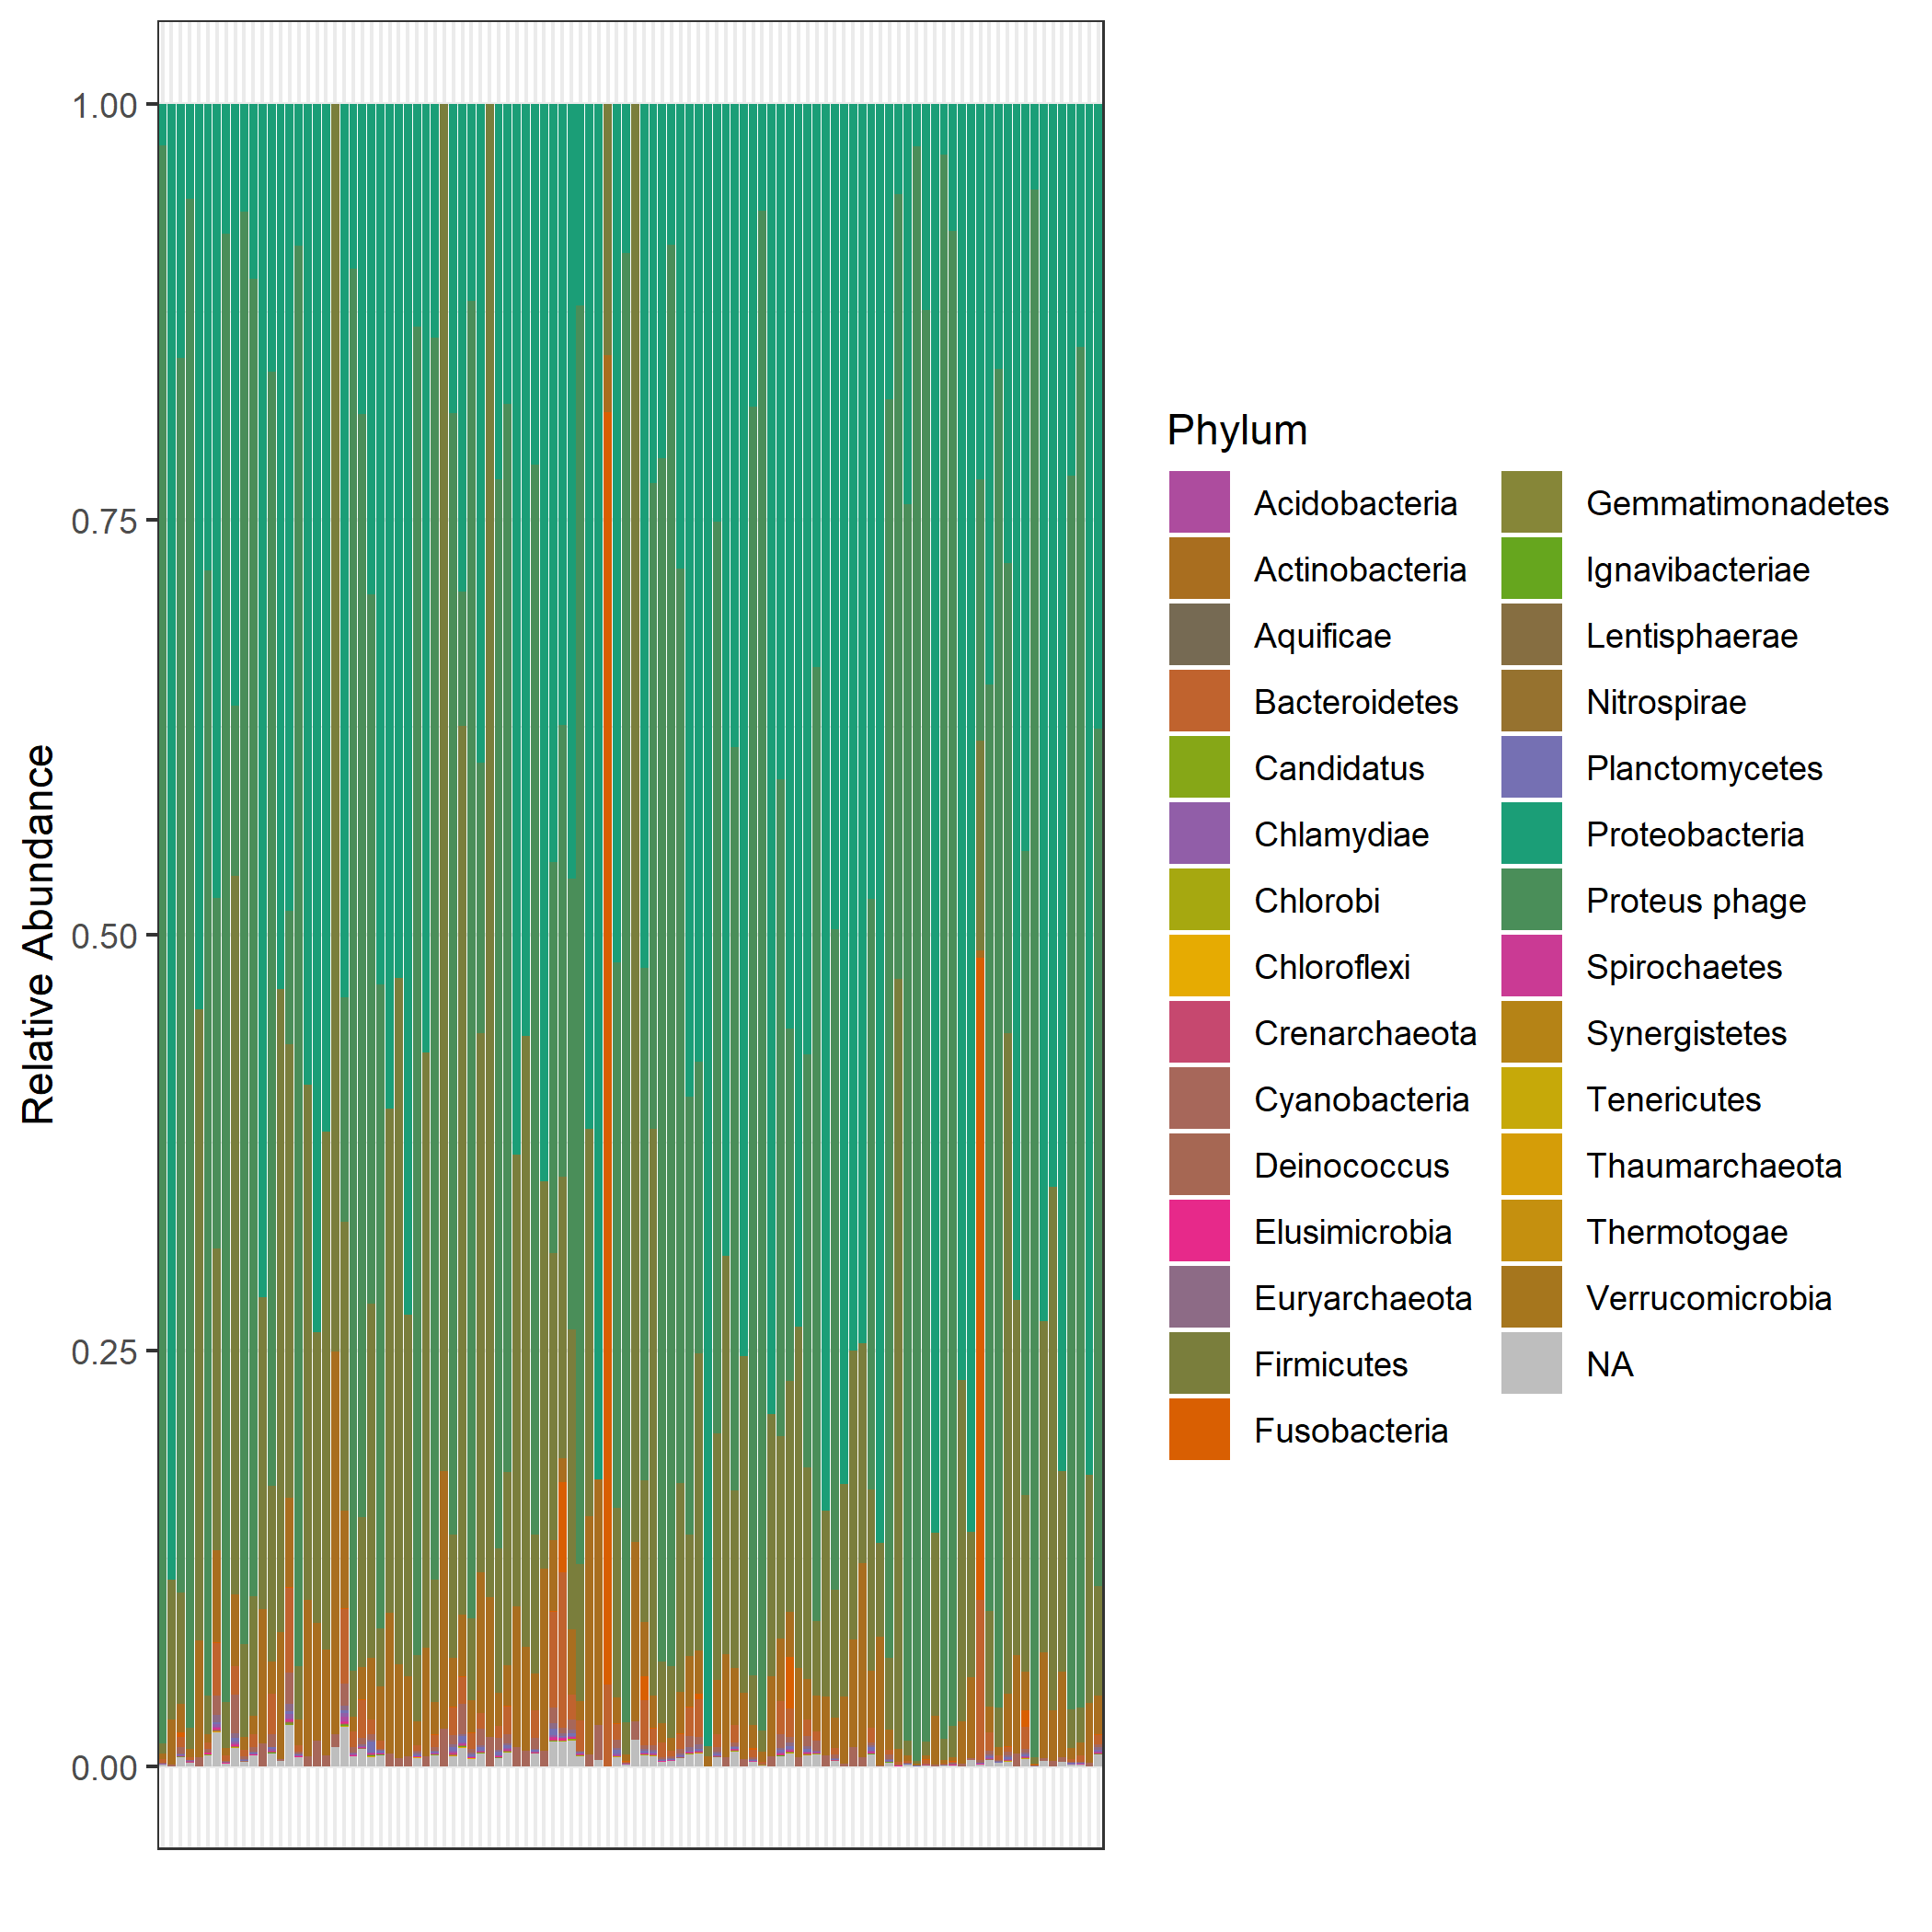 1.00
0.75
0.50
0.25
0.00
Relative Abundance
Phylum
Acidobacteria
Actinobacteria
Aquificae
Bacteroidetes
Candidatus
Chlamydiae
Chlorobi
Chloroflexi
Crenarchaeota
Cyanobacteria
Deinococcus
Elusimicrobia
Euryarchaeota
Firmicutes
Fusobacteria
Gemmatimonadetes
Ignavibacteriae
Lentisphaerae
Nitrospirae
Planctomycetes
Proteobacteria
Proteus phage
Spirochaetes
Synergistetes
Tenericutes
Thaumarchaeota
Thermotogae
Verrucomicrobia
NA